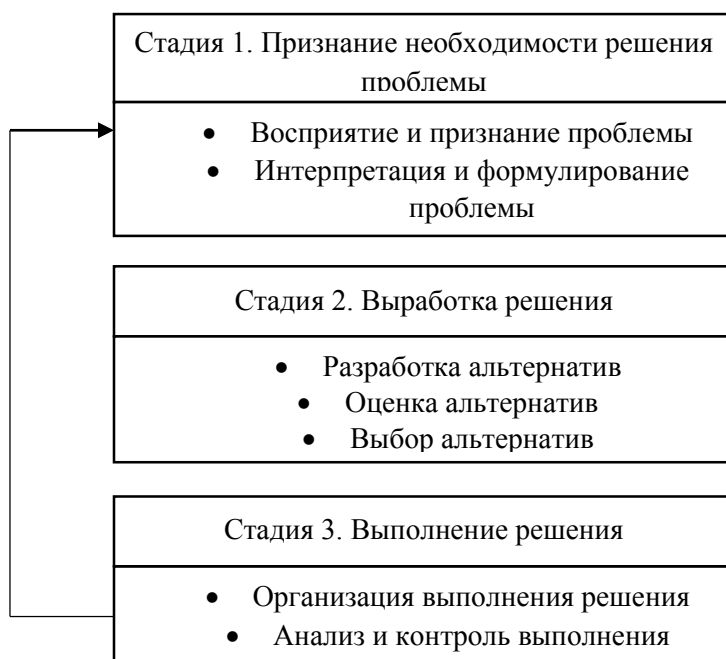 Стадия 1. Признание необходимости решения
проблемы
• Восприятие и признание проблемы
• Интерпретация и формулирование
проблемы
Стадия 2. Выработка решения
• Разработка альтернатив
• Оценка альтернатив
• Выбор альтернатив
Стадия 3. Выполнение решения
• Организация выполнения решения
• Анализ и контроль выполнения